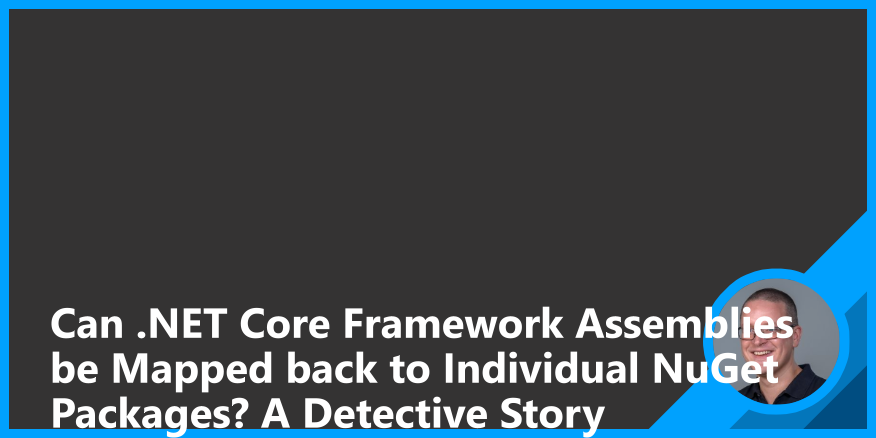 Can .NET Core Framework Assemblies
be Mapped back to Individual NuGet
Packages? A Detective Story